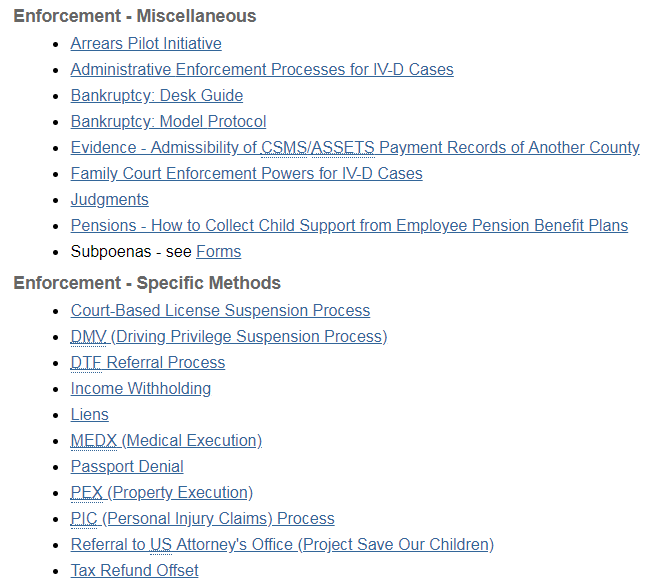 Enforcement - Miscellaneous
Arrears Pilot Initiative
Administrative Enforcement Processes for IV-D Cases
Bankruptcy: Desk Guide
Bankruptcy: Model Protocol
Evidence - Admissibility of CSMS/ASSETS Payment Records of Another County
Family Court Enforcement Powers for IV-D Cases
Judgments
Pensions - How to Collect Child Support from Employee Pension Benefit Plans
Subpoenas - see Forms
Enforcement - Specific Methods
Court-Based License Suspension Process
DMV (Driving Privilege Suspension Process)
DTF Referral Process
Income Withholding
Liens
MEDX (Medical Execution)
Passport Denial
PEX (Property Execution)
PIC (Personal Injury Claims) Process
Referral to US Attorney's Office (Project Save Our Children)
Tax Refund Offset